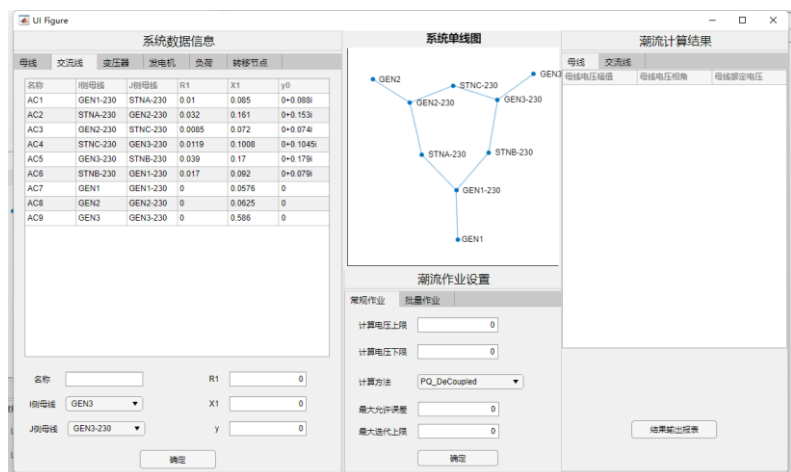 UI Figure
系统数据信息
母线 交流线 变压器 发电机 负荷 转移节点
名称 I侧母线 J侧母线 R1 X1 y0
AC1 GEN1-230 STNA-230 0.01 0.085 0+0.088i
AC2 STNA-230 GEN2-230 0.032 0.161 0+0.153i
AC3 GEN2-230 STNC-230 0.0085 0.072 0+0.074i
AC4 STNC-230 GEN3-230 0.0119 0.1008 0+0.1045i
AC5 GEN3-230 STNB-230 0.039 0.17 0+0.179i
AC6 STNB-230 GEN1-230 0.017 0.092 0+0.079i
AC7 GEN1 GEN1-230 0 0.0576 0
AC8 GEN2 GEN2-230 0 0.0625 0
AC9 GEN3 GEN3-230 0 0.586 0
名称 R1 0
I侧母线 GEN3 X1 0
J侧母线 GEN3-230 y 0
确定
系统单线图
GEN2
STNC-230
GEN3
GEN2-230
GEN3-230
STNA-230
STNB-230
GEN1-230
GEN1
潮流作业设置
常规作业 批量作业
计算电压上限 0
计算电压下限 0
计算方法 PQ_DeCoupled
最大允许误差 0
最大迭代上限 0
确定
潮流计算结果
母线 交流线
母线电压幅值 母线电压相角 母线额定电压
结果输出报表